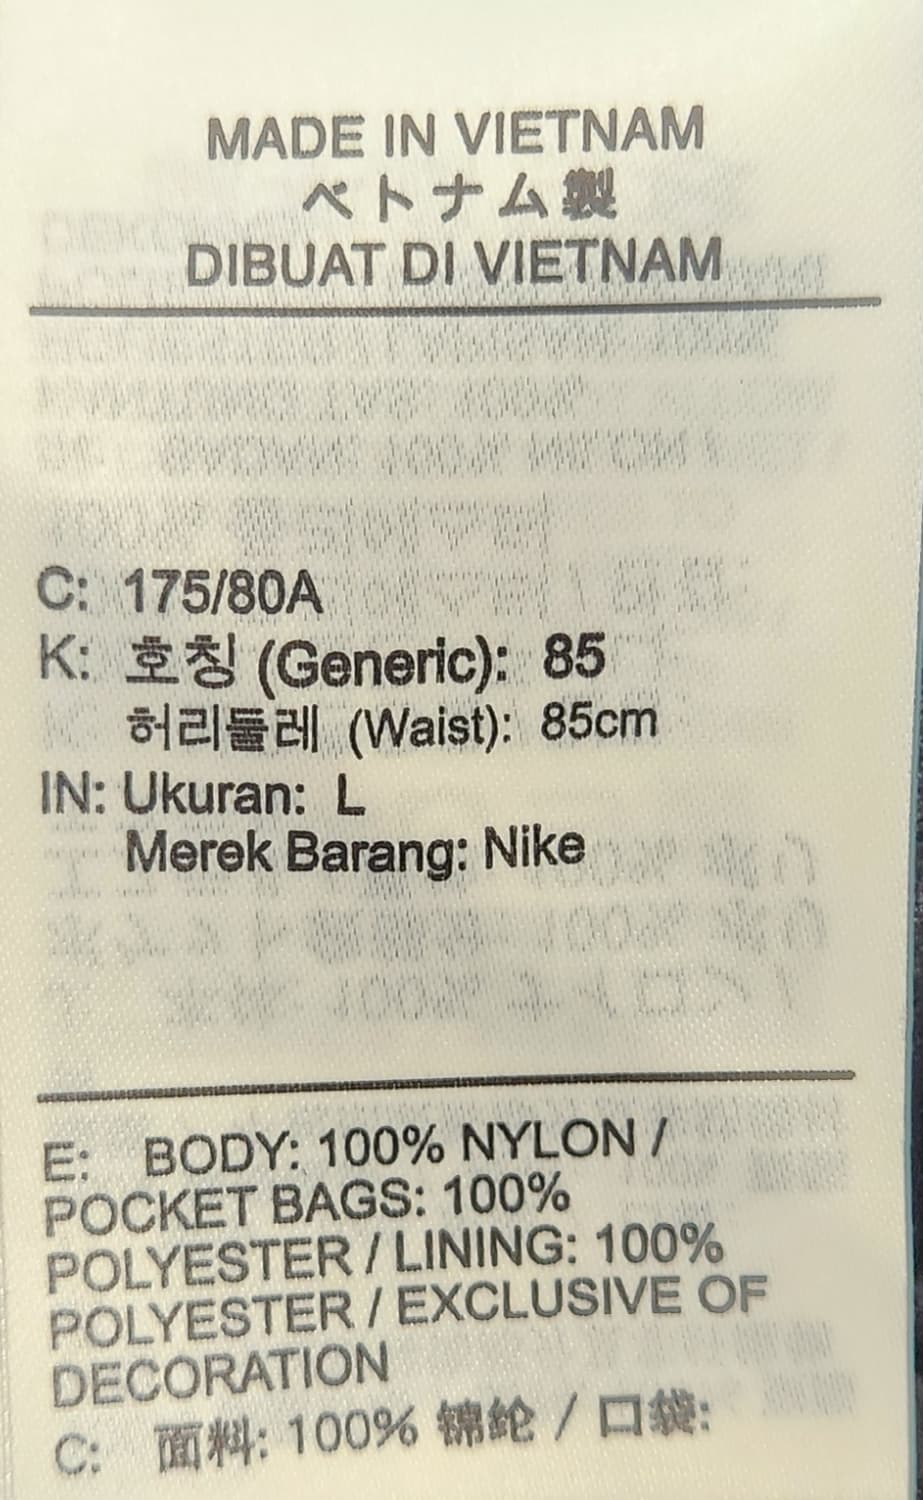 MADE IN VIETNAM
ベトナム製
DIBUAT DI VIETNAM
C: 175/80A
K: 호칭 (Generic): 85
허리둘레 (Waist): 85cm
IN: Ukuran: L
Merek Barang: Nike
E: BODY: 100% NYLON /
POCKET BAGS: 100%
POLYESTER / LINING: 100%
POLYESTER / EXCLUSIVE OF
DECORATION
C: 面料: 100% 锦纶 / 口袋: